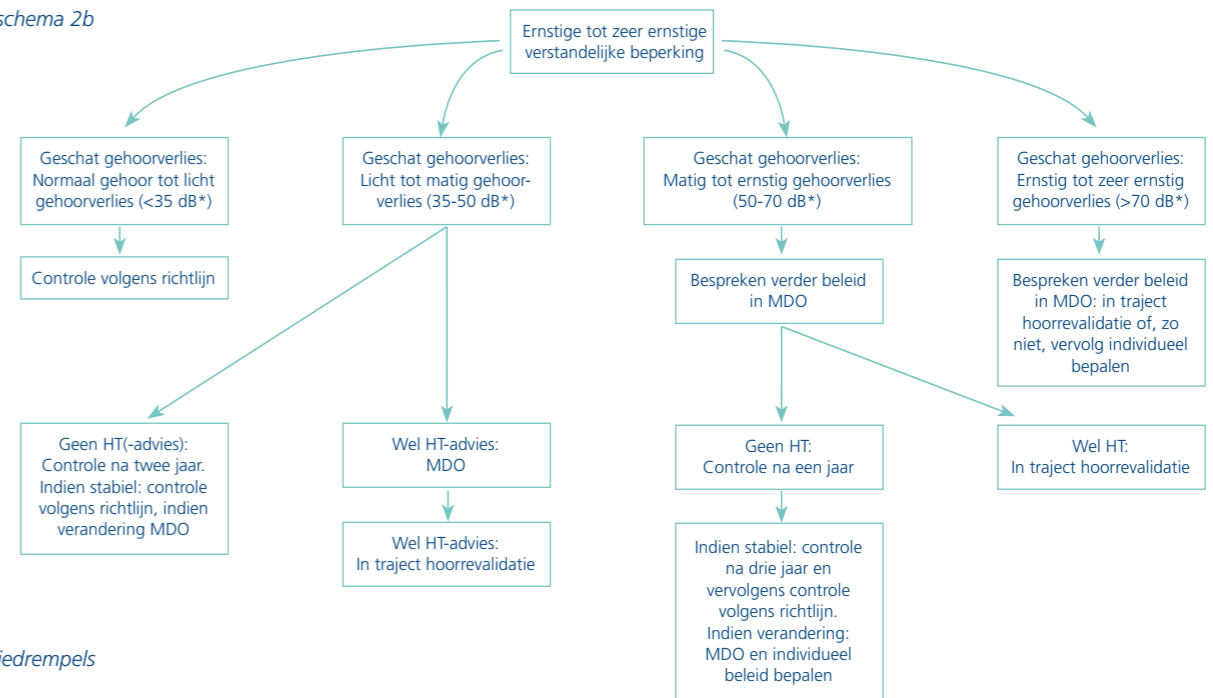 schema 2b
Ernstige tot zeer ernstige
verstandelijke beperking
Geschat gehoorverlies:
Normaal gehoor tot licht
gehoorverlies (<35 dB*)
Geschat gehoorverlies:
Licht tot matig gehoor-
verlies (35-50 dB*)
Geschat gehoorverlies:
Matig tot ernstig gehoorverlies
(50-70 dB*)
Geschat gehoorverlies:
Ernstig tot zeer ernstig
gehoorverlies (>70 dB*)
Controle volgens richtlijn
Bespreken verder beleid
in MDO
Bespreken verder beleid
in MDO: in traject
hoorrevalidatie of, zo
niet, vervolg individueel
bepalen
Geen HT(-advies):
Controle na twee jaar.
Indien stabiel: controle
volgens richtlijn, indien
verandering MDO
Wel HT-advies:
MDO
Geen HT:
Controle na een jaar
Wel HT:
In traject hoorrevalidatie
Wel HT-advies:
In traject hoorrevalidatie
Indien stabiel: controle
na drie jaar en
vervolgens controle
volgens richtlijn.
Indien verandering:
MDO en individueel
beleid bepalen
iedrempels